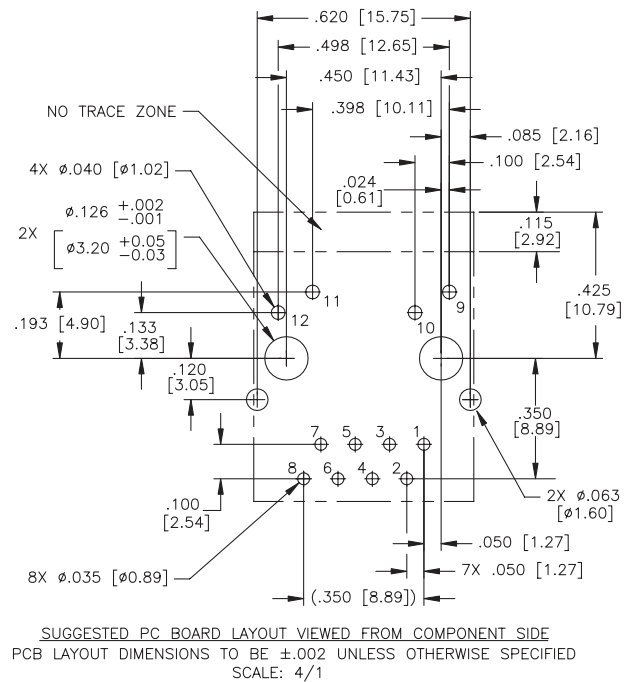 .620 [15.75]
.498 [12.65]
.450 [11.43]
NO TRACE ZONE
.398 [10.11]
.085 [2.16]
4X ø.040 [ø1.02]
.100 [2.54]
.024
[0.61]
ø.126 +.002
-.001
2X
ø3.20 +0.05
-0.03
.115
[2.92]
.425
[10.79]
11
9
12
10
.193 [4.90]
.133
[3.38]
.120
[3.05]
.350
[8.89]
7 5 3 1
8 6 4 2
.100
[2.54]
2X ø.063
[ø1.60]
.050 [1.27]
8X ø.035 [ø0.89]
7X .050 [1.27]
(.350 [8.89])
SUGGESTED PC BOARD LAYOUT VIEWED FROM COMPONENT SIDE
PCB LAYOUT DIMENSIONS TO BE ±.002 UNLESS OTHERWISE SPECIFIED
SCALE: 4/1